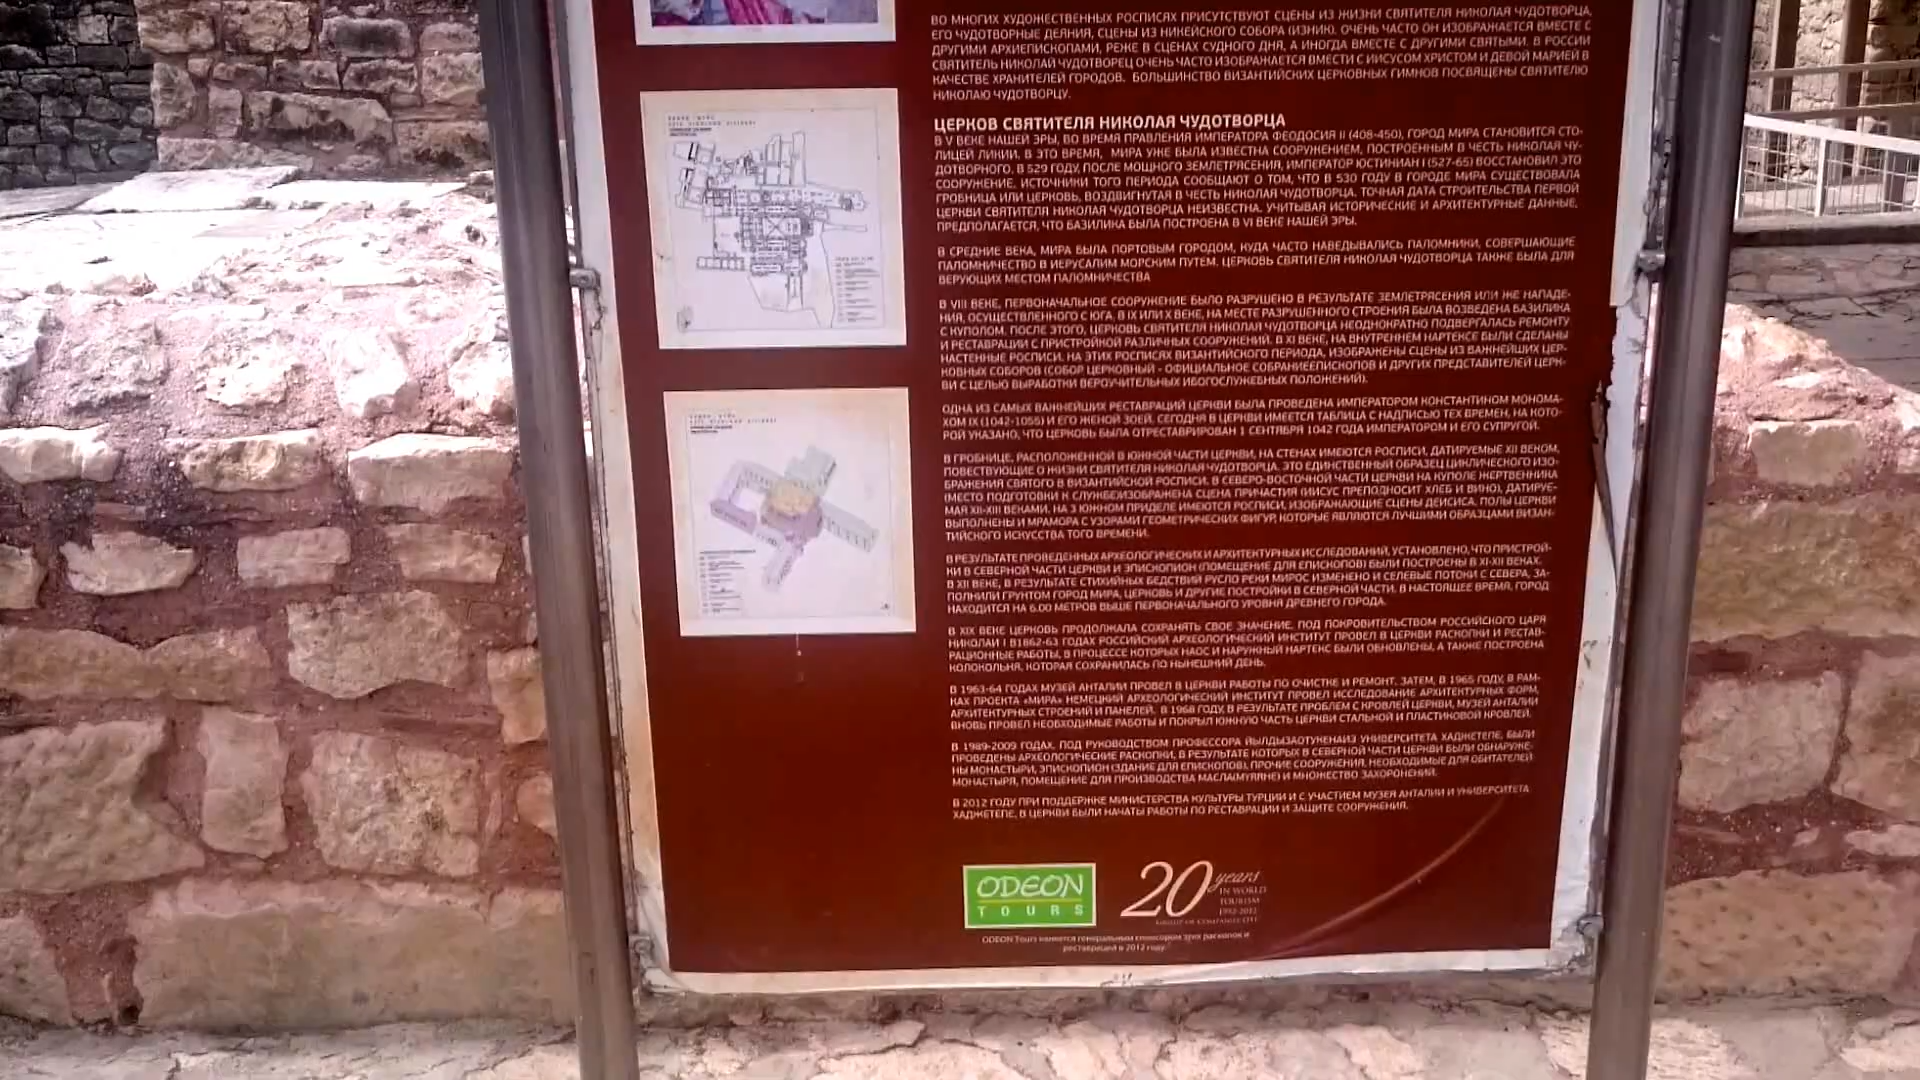 ВО МНОГИХ ХУДОЖЕСТВЕННЫХ РОСПИСЯХ ПРИСУТСТВУЮТ СЦЕНЫ ИЗ ЖИЗНИ СВЯТИТЕЛЯ НИКОЛАЯ ЧУДОТВОРЦА,
ЕГО ЧУДОТВОРНЫЕ ДЕЯНИЯ, СЦЕНЫ ИЗ НИКЕЙСКОГО СОБОРА (ИЗНИК). ОЧЕНЬ ЧАСТО ОН ИЗОБРАЖАЕТСЯ ВМЕСТЕ С
ДРУГИМИ АРХИЕПИСКОПАМИ, РЕЖЕ В СЦЕНАХ СУДНОГО ДНЯ, А ИНОГДА ВМЕСТЕ С ДРУГИМИ СВЯТЫМИ. В РОССИИ
СВЯТИТЕЛЬ НИКОЛАЙ ЧУДОТВОРЕЦ ОЧЕНЬ ЧАСТО ИЗОБРАЖАЕТСЯ ВМЕСТИ С ИИСУСОМ ХРИСТОМ И ДЕВОЙ МАРИЕЙ В
КАЧЕСТВЕ ХРАНИТЕЛЕЙ ГОРОДОВ. БОЛЬШИНСТВО ВИЗАНТИЙСКИХ ЦЕРКОВНЫХ ГИМНОВ ПОСВЯЩЕНЫ СВЯТИТЕЛЮ
НИКОЛАЮ ЧУДОТВОРЦУ.
ЦЕРКОВ СВЯТИТЕЛЯ НИКОЛАЯ ЧУДОТВОРЦА
В V ВЕКЕ НАШЕЙ ЭРЫ, ВО ВРЕМЯ ПРАВЛЕНИЯ ИМПЕРАТОРА ФЕОДОСИЯ II (408-450), ГОРОД МИРА СТАНОВИТСЯ СТО-
ЛИЦЕЙ ЛИКИИ. В ЭТО ВРЕМЯ, МИРА УЖЕ БЫЛА ИЗВЕСТНА СООРУЖЕНИЕМ, ПОСТРОЕННЫМ В ЧЕСТЬ НИКОЛАЯ ЧУ-
ДОТВОРНОГО. В 529 ГОДУ, ПОСЛЕ МОЩНОГО ЗЕМЛЕТРЯСЕНИЯ, ИМПЕРАТОР ЮСТИНИАН I (527-65) ВОССТАНОВИЛ ЭТО
СООРУЖЕНИЕ. ИСТОЧНИКИ ТОГО ПЕРИОДА СООБЩАЮТ О ТОМ, ЧТО В 530 ГОДУ В ГОРОДЕ МИРА СУЩЕСТВОВАЛА
ГРОБНИЦА ИЛИ ЦЕРКОВЬ, ВОЗДВИГНУТАЯ В ЧЕСТЬ НИКОЛАЯ ЧУДОТВОРЦА. ТОЧНАЯ ДАТА СТРОИТЕЛЬСТВА ПЕРВОЙ
ЦЕРКВИ СВЯТИТЕЛЯ НИКОЛАЯ ЧУДОТВОРЦА НЕИЗВЕСТНА. УЧИТЫВАЯ ИСТОРИЧЕСКИЕ И АРХИТЕКТУРНЫЕ ДАННЫЕ,
ПРЕДПОЛАГАЕТСЯ, ЧТО БАЗИЛИКА БЫЛА ПОСТРОЕНА В VI ВЕКЕ НАШЕЙ ЭРЫ.
В СРЕДНИЕ ВЕКА, МИРА БЫЛА ПОРТОВЫМ ГОРОДОМ, КУДА ЧАСТО НАВЕДЫВАЛИСЬ ПАЛОМНИКИ, СОВЕРШАЮЩИЕ
ПАЛОМНИЧЕСТВО В ИЕРУСАЛИМ МОРСКИМ ПУТЕМ. ЦЕРКОВЬ СВЯТИТЕЛЯ НИКОЛАЯ ЧУДОТВОРЦА ТАКЖЕ БЫЛА ДЛЯ
ВЕРУЮЩИХ МЕСТОМ ПАЛОМНИЧЕСТВА
В VIII ВЕКЕ, ПЕРВОНАЧАЛЬНОЕ СООРУЖЕНИЕ БЫЛО РАЗРУШЕНО В РЕЗУЛЬТАТЕ ЗЕМЛЕТРЯСЕНИЯ ИЛИ ЖЕ НАПАДЕ-
НИЯ, ОСУЩЕСТВЛЕННОГО С ЮГА. В IX ИЛИ X ВЕКЕ, НА МЕСТЕ РАЗРУШЕННОГО СТРОЕНИЯ БЫЛА ВОЗВЕДЕНА БАЗИЛИКА
С КУПОЛОМ. ПОСЛЕ ЭТОГО, ЦЕРКОВЬ СВЯТИТЕЛЯ НИКОЛАЯ ЧУДОТВОРЦА НЕОДНОКРАТНО ПОДВЕРГАЛАСЬ РЕМОНТУ
И РЕСТАВРАЦИИ С ПРИСТРОЙКОЙ РАЗЛИЧНЫХ СООРУЖЕНИЙ. В XI ВЕКЕ, НА ВНУТРЕННЕМ НАРТЕКСЕ БЫЛИ СДЕЛАНЫ
НАСТЕННЫЕ РОСПИСИ. НА ЭТИХ РОСПИСЯХ ВИЗАНТИЙСКОГО ПЕРИОДА, ИЗОБРАЖЕНЫ СЦЕНЫ ИЗ ВАЖНЕЙШИХ ЦЕР-
КОВНЫХ СОБОРОВ (СОБОР ЦЕРКОВНЫЙ - ОФИЦИАЛЬНОЕ СОБРАНИЕЕПИСКОПОВ И ДРУГИХ ПРЕДСТАВИТЕЛЕЙ ЦЕРК-
ВИ С ЦЕЛЬЮ ВЫРАБОТКИ ВЕРОУЧИТЕЛЬНЫХ ИБОГОСЛУЖЕБНЫХ ПОЛОЖЕНИЙ).
ОДНА ИЗ САМЫХ ВАЖНЕЙШИХ РЕСТАВРАЦИЙ ЦЕРКВИ БЫЛА ПРОВЕДЕНА ИМПЕРАТОРОМ КОНСТАНТИНОМ МОНОМА-
ХОМ IX (1042-1055) И ЕГО ЖЕНОЙ ЗОЕЙ. СЕГОДНА В ЦЕРКВИ ИМЕЕТСЯ ТАБЛИЦА С НАДПИСЬЮ ТЕХ ВРЕМЕН, НА КОТО-
РОЙ УКАЗАНО, ЧТО ЦЕРКОВЬ БЫЛА ОТРЕСТАВРИРОВАН 1 СЕНТЯБРЯ 1042 ГОДА ИМПЕРАТОРОМ И ЕГО СУПРУГОЙ.
В ГРОБНИЦЕ, РАСПОЛОЖЕННОЙ В ЮЖНОЙ ЧАСТИ ЦЕРКВИ, НА СТЕНАХ ИМЕЮТСЯ РОСПИСИ, ДАТИРУЕМЫЕ XII ВЕКОМ,
ПОВЕСТВУЮЩИЕ О ЖИЗНИ СВЯТИТЕЛЯ НИКОЛАЯ ЧУДОТВОРЦА. ЭТО ЕДИНСТВЕННЫЙ ОБРАЗЕЦ ЦИКЛИЧЕСКОГО ИЗО-
БРАЖЕНИЯ СВЯТОГО В ВИЗАНТИЙСКОЙ РОСПИСИ. В СЕВЕРО-ВОСТОЧНОЙ ЧАСТИ ЦЕРКВИ НА КУПОЛЕ ЖЕРТВЕННИКА
(МЕСТО ПОДГОТОВКИ К СЛУЖБЕ)ИЗОБРАЖЕНА СЦЕНА ПРИЧАСТИЯ (ИИСУС ПРЕПОДНОСИТ ХЛЕБ И ВИНО), ДАТИРУЕ-
МАЯ XII-XIII ВЕКАМИ. НА 3 ЮЖНОМ ПРИДЕЛЕ ИМЕЮТСЯ РОСПИСИ, ИЗОБРАЖАЮЩИЕ СЦЕНЫ ДЕИСИСА. ПОЛЫ ЦЕРКВИ
ВЫПОЛНЕНЫ И МРАМОРА С УЗОРАМИ ГЕОМЕТРИЧЕСКИХ ФИГУР, КОТОРЫЕ ЯВЛЯЮТСЯ ЛУЧШИМИ ОБРАЗЦАМИ ВИЗАН-
ТИЙСКОГО ИСКУССТВА ТОГО ВРЕМЕНИ.
В РЕЗУЛЬТАТЕ ПРОВЕДЕННЫХ АРХЕОЛОГИЧЕСКИХ И АРХИТЕНТУРНЫХ ИССЛЕДОВАНИЙ, УСТАНОВЛЕНО, ЧТО ПРИСТРОЙ-
КИ В СЕВЕРНОЙ ЧАСТИ ЦЕРКВИ И ЭПИСКОПИОН (ПОМЕЩЕНИЕ ДЛЯ ЕПИСКОПОВ) БЫЛИ ПОСТРОЕНЫ В XI-XII ВЕКАХ.
В XII ВЕКЕ, В РЕЗУЛЬТАТЕ СТИХИЙНЫХ БЕДСТВИЙ РУСЛО РЕКИ МИРОС ИЗМЕНЕНО И СЕЛЕВЫЕ ПОТОКИ С СЕВЕРА, ЗА-
ПОЛНИЛИ ГРУНТОМ ГОРОД МИРА, ЦЕРКОВЬ И ДРУГИЕ ПОСТРОЙКИ В СЕВЕРНОЙ ЧАСТИ. В НАСТОЯЩЕЕ ВРЕМЯ, ГОРОД
НАХОДИТСЯ НА 6.00 МЕТРОВ ВЫШЕ ПЕРВОНАЧАЛЬНОГО УРОВНЯ ДРЕВНЕГО ГОРОДА.
В XIX ВЕКЕ ЦЕРКОВЬ ПРОДОЛЖАЛА СОХРАНЯТЬ СВОЕ ЗНАЧЕНИЕ. ПОД ПОКРОВИТЕЛЬСТВОМ РОССИЙСКОГО ЦАРЯ
НИКОЛАИ I В1862-63 ГОДАХ РОССИЙСКИЙ АРХЕОЛОГИЧЕСКИЙ ИНСТИТУТ ПРОВЕЛ В ЦЕРКВИ РАСКОПКИ И РЕСТАВ-
РАЦИОННЫЕ РАБОТЫ, В ПРОЦЕССЕ КОТОРЫХ НАОС И НАРУЖНЫЙ НАРТЕКС БЫЛИ ОБНОВЛЕНЫ, А ТАКЖЕ ПОСТРОЕНА
КОЛОКОЛЬНЯ, КОТОРАЯ СОХРАНИЛАСЬ ПО НЫНЕШНИЙ ДЕНЬ.
В 1963-64 ГОДАХ МУЗЕЙ АНТАЛИИ ПРОВЕЛ В ЦЕРКВИ РАБОТЫ ПО ОЧИСТКЕ И РЕМОНТ. ЗАТЕМ, В 1965 ГОДУ, В РАМ-
КАХ ПРОЕКТА «МИРА» НЕМЕЦКИЙ АРХЕОЛОГИЧЕСКИЙ ИНСТИТУТ ПРОВЕЛ ИССЛЕДОВАНИЕ АРХИТЕКТУРНЫХ ФОРМ,
АРХИТЕКТУРНЫХ СТРОЕНИЙ И ПАНЕЛЕЙ. В 1968 ГОДУ, В РЕЗУЛЬТАТЕ ПРОБЛЕМ С КРОВЛЕЙ ЦЕРКВИ, МУЗЕЙ АНТАЛИИ
ВНОВЬ ПРОВЕЛ НЕОБХОДИМЫЕ РАБОТЫ И ПОКРЫЛ ЮЖНУЮ ЧАСТЬ ЦЕРКВИ СТАЛЬНОЙ И ПЛАСТИКОВОЙ КРОВЛЕЙ.
В 1989-2009 ГОДАХ, ПОД РУКОВОДСТВОМ ПРОФЕССОРА ЙЫЛДЫЗАОТУКЕНАИЗ УНИВЕРСИТЕТА ХАДЖЕТЕПЕ, БЫЛИ
ПРОВЕДЕНЫ АРХЕОЛОГИЧЕСКИЕ РАСКОПКИ, В РЕЗУЛЬТАТЕ КОТОРЫХ В СЕВЕРНОЙ ЧАСТИ ЦЕРКВИ БЫЛИ ОБНАРУЖЕ-
НЫ МОНАСТЫРИ, ЭПИСКОПИОН (ЗДАНИЕ ДЛЯ ЕПИСКОПОВ), ПРОЧИЕ СООРУЖЕНИЯ, НЕОБХОДИМЫЕ ДЛЯ ОБИТАТЕЛЕЙ
МОНАСТЫРЯ, ПОМЕЩЕНИЕ ДЛЯ ПРОИЗВОДСТВА МАСЛА(МУЯЯНЕ) И МНОЖЕСТВО ЗАХОРОНЕНИЙ.
В 2012 ГОДУ ПРИ ПОДДЕРЖКЕ МИНИСТЕРСТВА КУЛЬТУРЫ ТУРЦИИ И С УЧАСТИЕМ МУЗЕЯ АНТАЛИИ И УНИВЕРСИТЕТА
ХАДЖЕТЕПЕ, В ЦЕРКВИ БЫЛИ НАЧАТЫ РАБОТЫ ПО РЕСТАВРАЦИИ И ЗАЩИТЕ СООРУЖЕНИЯ.
ODEON
TOURS
20 years
IN WORLD
TOURISM
1992-2012
ODEON Tours является генеральным спонсором этих раскопок и
реставраций в 2012 году.